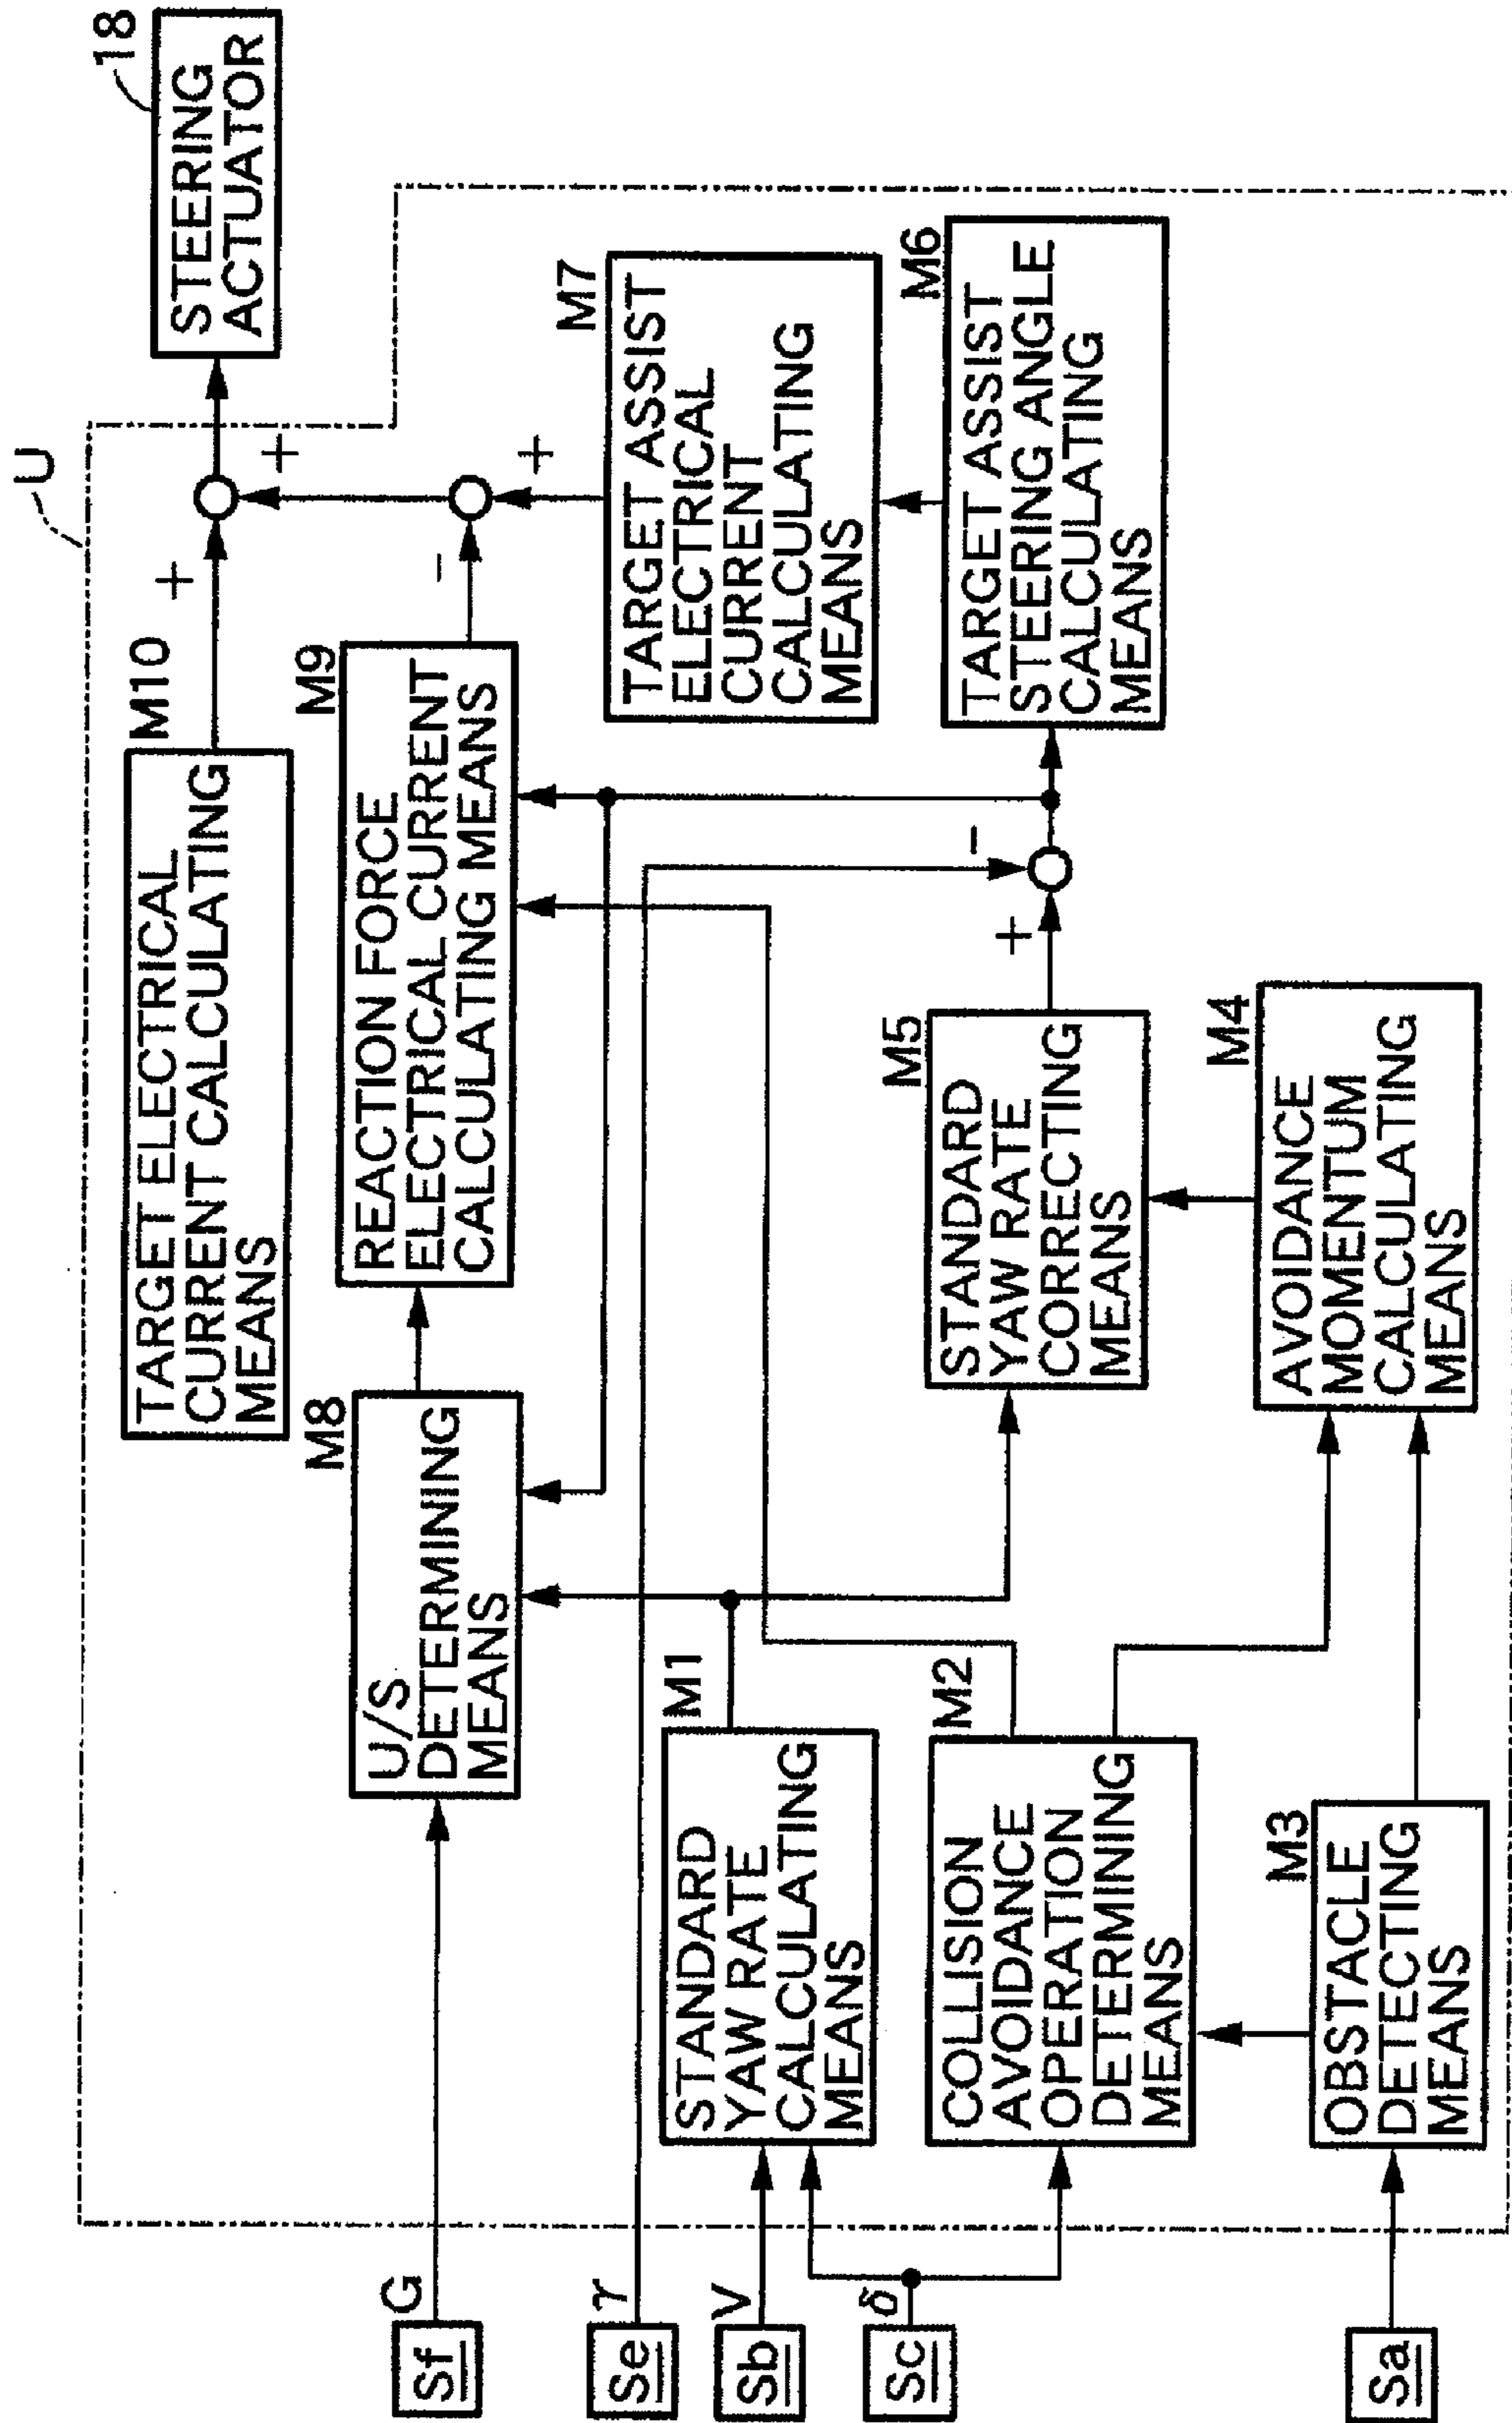 U
18
STEERING
ACTUATOR
M10
TARGET ELECTRICAL
CURRENT CALCULATING
MEANS
+
+
M8
U/S
DETERMINING
MEANS
M9
REACTION FORCE
ELECTRICAL CURRENT
CALCULATING MEANS
-
+
M7
TARGET ASSIST
ELECTRICAL
CURRENT
CALCULATING
MEANS
G
Sf
γ
Se
V
Sb
δ
Sc
Sa
M1
STANDARD
YAW RATE
CALCULATING
MEANS
M2
COLLISION
AVOIDANCE
OPERATION
DETERMINING
MEANS
M3
OBSTACLE
DETECTING
MEANS
M5
STANDARD
YAW RATE
CORRECTING
MEANS
M4
AVOIDANCE
MOMENTUM
CALCULATING
MEANS
+
-
M6
TARGET ASSIST
STEERING ANGLE
CALCULATING
MEANS